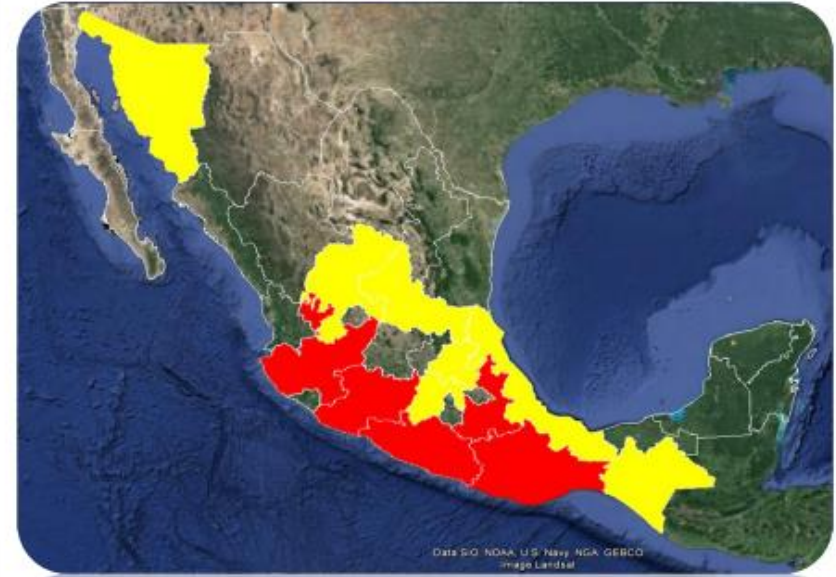 Data SIO, NOAA, U.S. Navy, NGA, GEBCO
Image Landsat